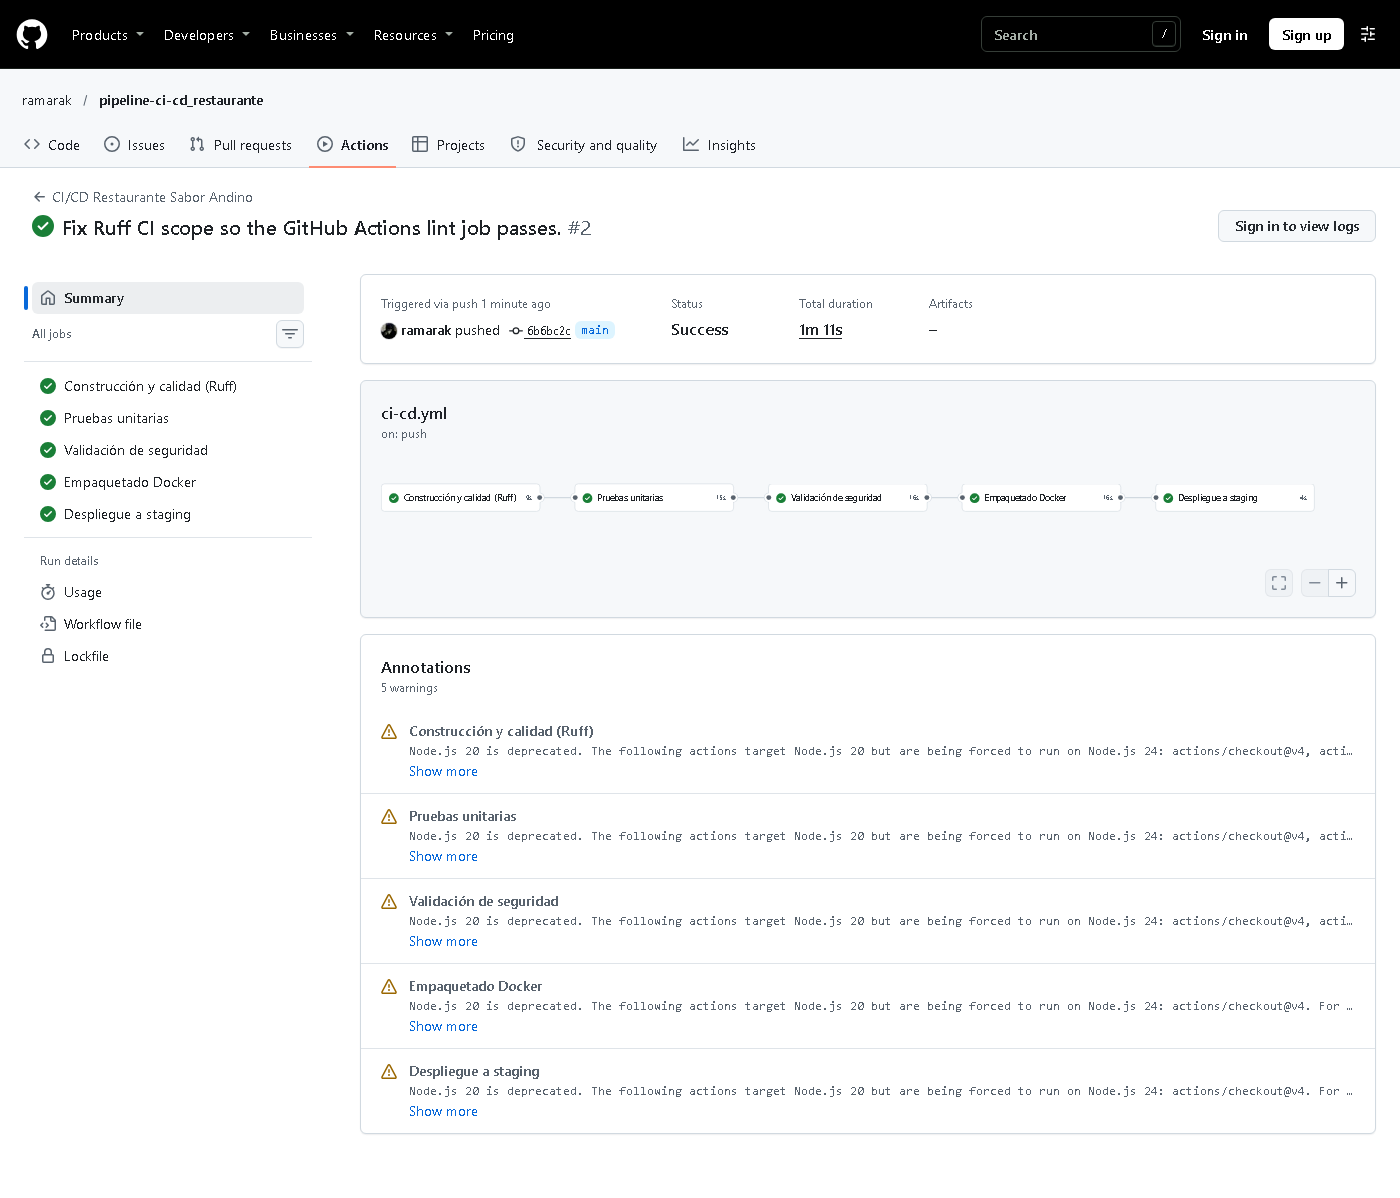 Products Developers Businesses Resources Pricing Search / Sign in Sign up
ramarak / pipeline-ci-cd_restaurante
Code Issues Pull requests Actions Projects Security and quality Insights
CI/CD Restaurante Sabor Andino
Fix Ruff CI scope so the GitHub Actions lint job passes. #2
Sign in to view logs
Summary
All jobs
Construcción y calidad (Ruff)
Pruebas unitarias
Validación de seguridad
Empaquetado Docker
Despliegue a staging
Run details
Usage
Workflow file
Lockfile
Triggered via push 1 minute ago
ramarak pushed 6b6bc2c main
Status
Success
Total duration
1m 11s
Artifacts
–
ci-cd.yml
on: push
Construcción y calidad (Ruff) 9s
Pruebas unitarias 15s
Validación de seguridad 16s
Empaquetado Docker 16s
Despliegue a staging 4s
Annotations
5 warnings
Construcción y calidad (Ruff)
Node.js 20 is deprecated. The following actions target Node.js 20 but are being forced to run on Node.js 24: actions/checkout@v4, acti…
Show more
Pruebas unitarias
Node.js 20 is deprecated. The following actions target Node.js 20 but are being forced to run on Node.js 24: actions/checkout@v4, acti…
Show more
Validación de seguridad
Node.js 20 is deprecated. The following actions target Node.js 20 but are being forced to run on Node.js 24: actions/checkout@v4, acti…
Show more
Empaquetado Docker
Node.js 20 is deprecated. The following actions target Node.js 20 but are being forced to run on Node.js 24: actions/checkout@v4. For …
Show more
Despliegue a staging
Node.js 20 is deprecated. The following actions target Node.js 20 but are being forced to run on Node.js 24: actions/checkout@v4. For …
Show more